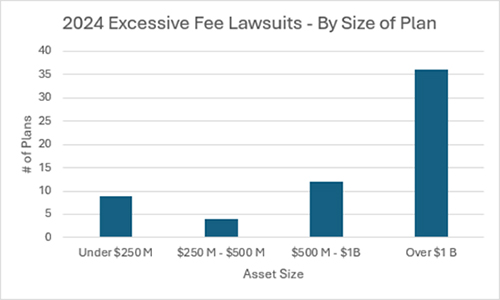 2024 Excessive Fee Lawsuits - By Size of Plan
40
35
30
25
20
15
10
5
0
# of Plans
Under $250 M
$250 M - $500 M
$500 M - $1B
Over $1 B
Asset Size